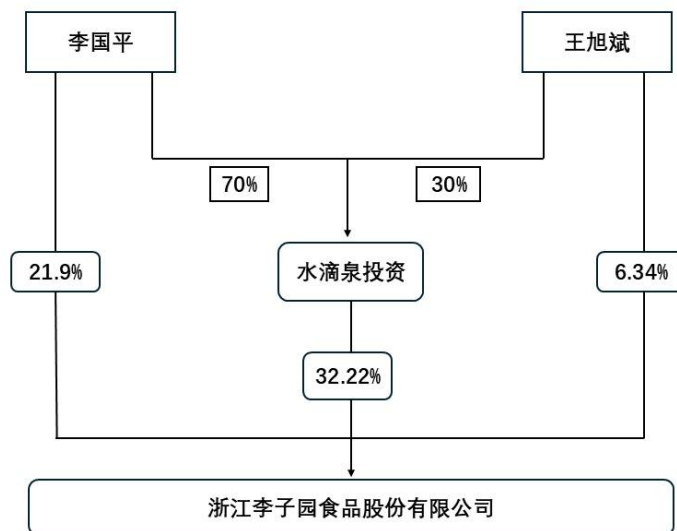 李国平
王旭斌
70%
30%
21.9%
水滴泉投资
6.34%
32.22%
浙江李子园食品股份有限公司